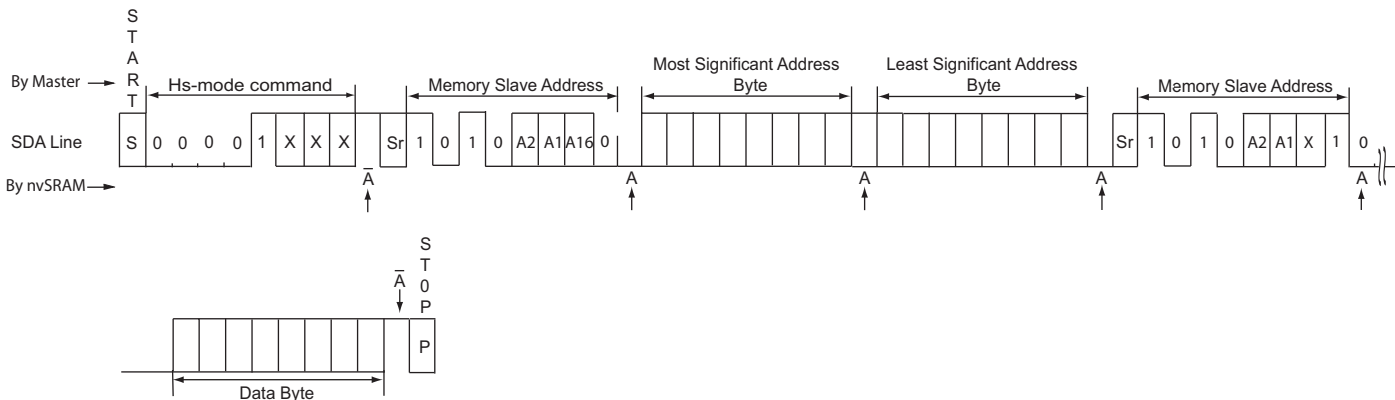 START
By Master
Hs-mode command
Memory Slave Address
Most Significant Address Byte
Least Significant Address Byte
Memory Slave Address
SDA Line
S 0 0 0 0 1 X X X Sr 1 0 1 0 A2 A1 A16 0 Sr 1 0 1 0 A2 A1 X 1 0
By nvSRAM
A̅ A A A A
A̅
ST0P
P
Data Byte